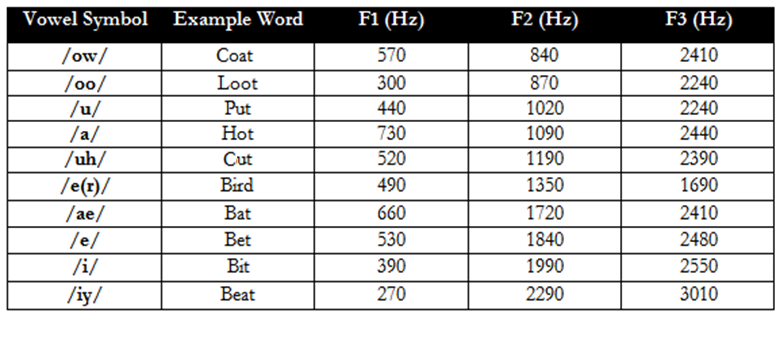 Vowel Symbol Example Word F1 (Hz) F2 (Hz) F3 (Hz)
/ow/ Coat 570 840 2410
/oo/ Loot 300 870 2240
/u/ Put 440 1020 2240
/a/ Hot 730 1090 2440
/uh/ Cut 520 1190 2390
/e(r)/ Bird 490 1350 1690
/ae/ Bat 660 1720 2410
/e/ Bet 530 1840 2480
/i/ Bit 390 1990 2550
/iy/ Beat 270 2290 3010